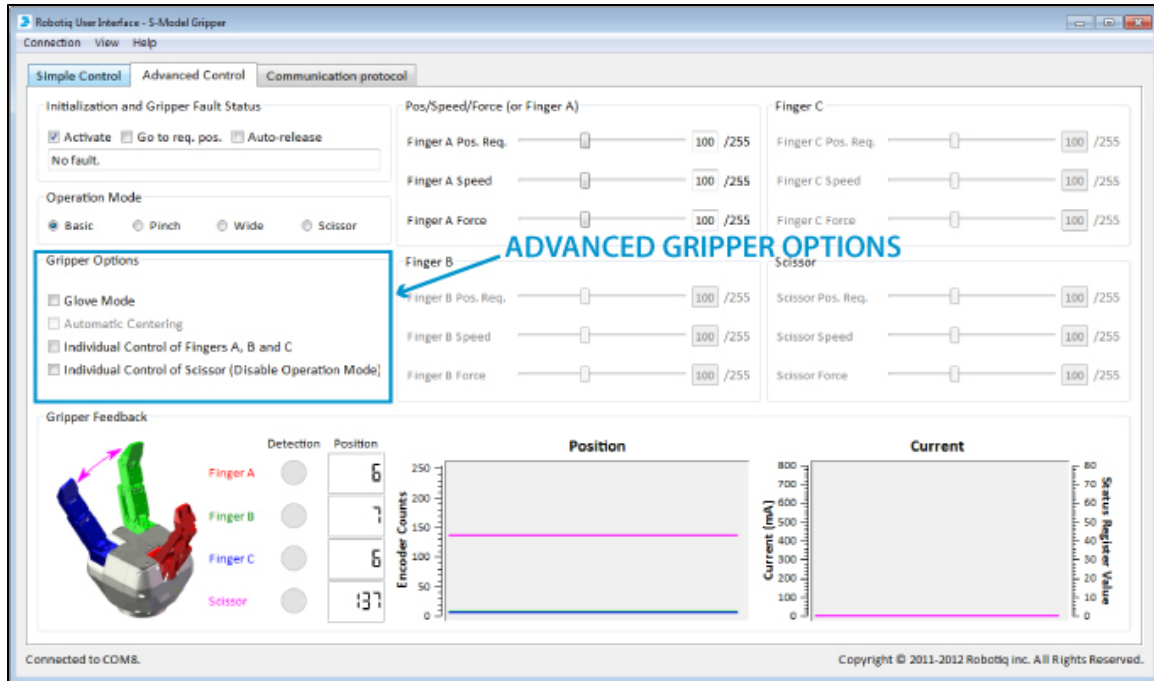 Robotiq User Interface - S-Model Gripper
Connection View Help
Simple Control Advanced Control Communication protocol
Initialization and Gripper Fault Status
Activate Go to req. pos. Auto-release
No fault.
Operation Mode
Basic Pinch Wide Scissor
Gripper Options
Glove Mode
Automatic Centering
Individual Control of Fingers A, B and C
Individual Control of Scissor (Disable Operation Mode)
Pos/Speed/Force (or Finger A)
Finger A Pos. Req. 100 /255
Finger A Speed 100 /255
Finger A Force 100 /255
Finger C
Finger C Pos. Req. 100 /255
Finger C Speed 100 /255
Finger C Force 100 /255
ADVANCED GRIPPER OPTIONS
Finger B
Finger B Pos. Req. 100 /255
Finger B Speed 100 /255
Finger B Force 100 /255
Scissor
Scissor Pos. Req. 100 /255
Scissor Speed 100 /255
Scissor Force 100 /255
Gripper Feedback
Detection Position
Finger A 6
Finger B 7
Finger C 6
Scissor 137
Position
Encoder Counts
250
200
150
100
50
0
Current
Current (mA)
800
700
600
500
400
300
200
100
0
80
70
60
50
40
30
20
10
0
Status Register Value
Connected to COM8.
Copyright © 2011-2012 Robotiq inc. All Rights Reserved.